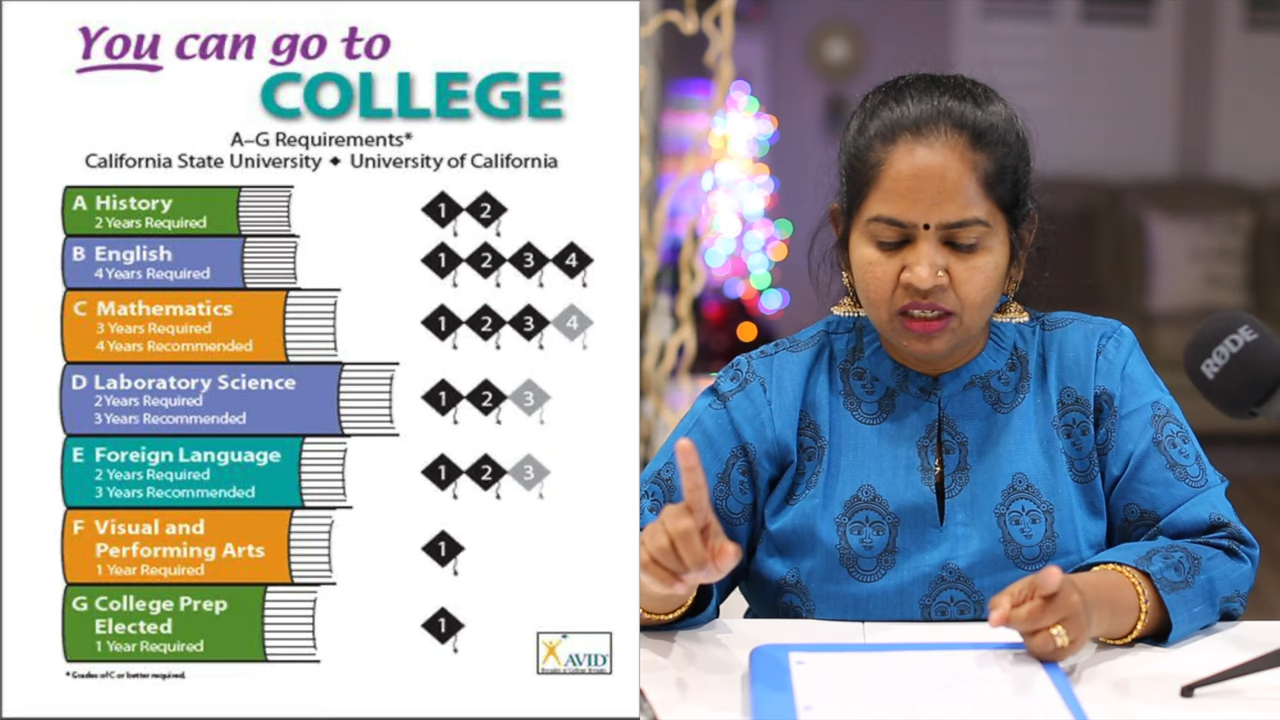 You can go to
COLLEGE
A–G Requirements*
California State University ✦ University of California
A History
2 Years Required
1 2
B English
4 Years Required
1 2 3 4
C Mathematics
3 Years Required
4 Years Recommended
1 2 3 4
D Laboratory Science
2 Years Required
3 Years Recommended
1 2 3
E Foreign Language
2 Years Required
3 Years Recommended
1 2 3
F Visual and
Performing Arts
1 Year Required
1
G College Prep
Elected
1 Year Required
1
* Grades of C or better required.
AVID
RØDE